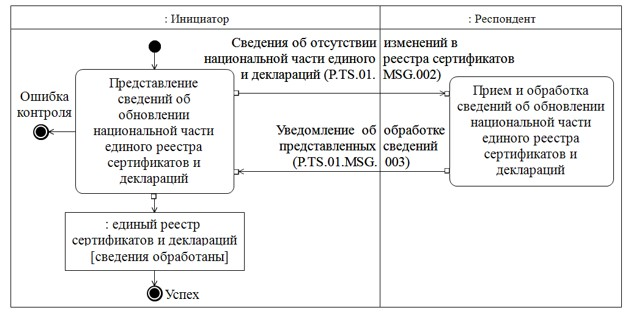 : Инициатор
: Респондент
Сведения об отсутствии изменений в
национальной части единого реестра сертификатов
и деклараций (P.TS.01. MSG.002)
Представление
сведений об
обновлении
национальной части
единого реестра
сертификатов и
деклараций
Ошибка
контроля
Прием и обработка
сведений об обновлении
национальной части
единого реестра
сертификатов и
деклараций
Уведомление об обработке
представленных сведений
(P.TS.01.MSG. 003)
: единый реестр
сертификатов и деклараций
[сведения обработаны]
Успех